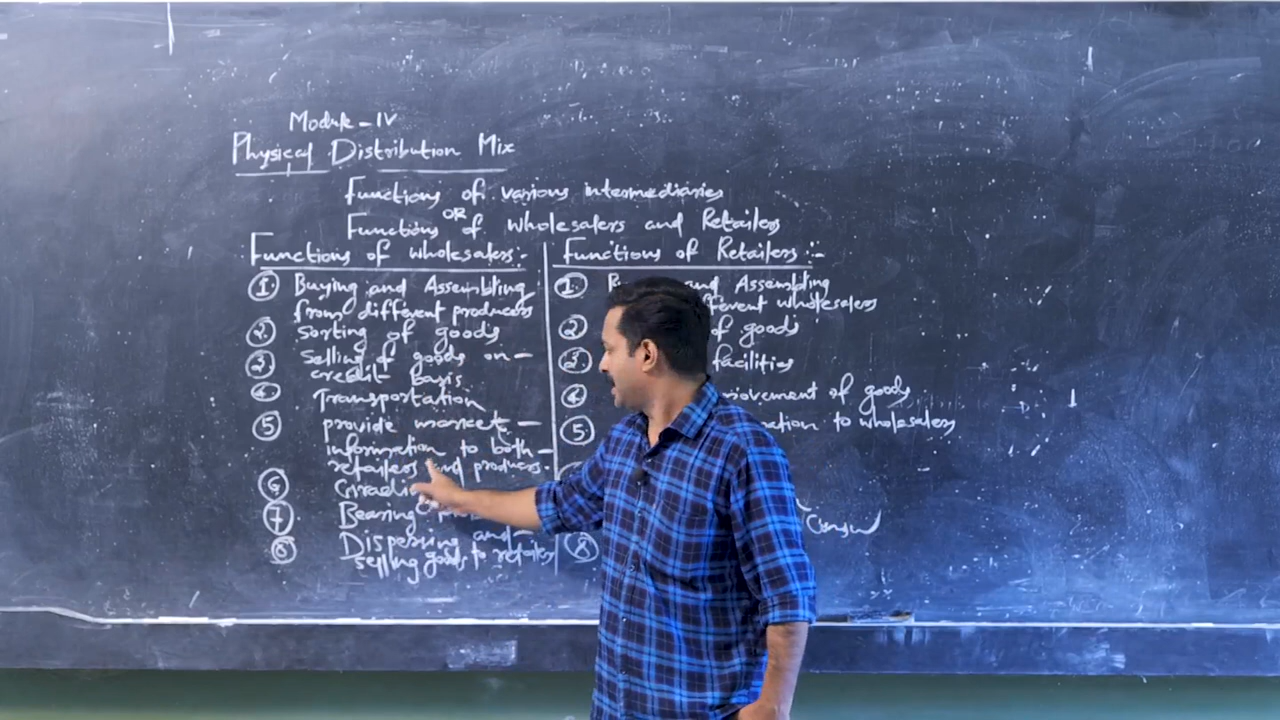 Module - IV
Physical Distribution Mix
Functions of various intermediaries
OR
Functions of wholesalers and Retailers
Functions of wholesalers:-
① Buying and Assembling
from different producers
② Sorting of goods
③ Selling of goods on -
credit Basis
④ Transportation
⑤ provide market -
information to both -
retailers and producers.
⑥
⑦ Bearing
⑧ Dispersing and -
selling goods to retailers
Functions of Retailers :-
①. and Assembling
different wholesalers
② of goods
③ facilities
④ of goods
⑤ to wholesalers
⑧